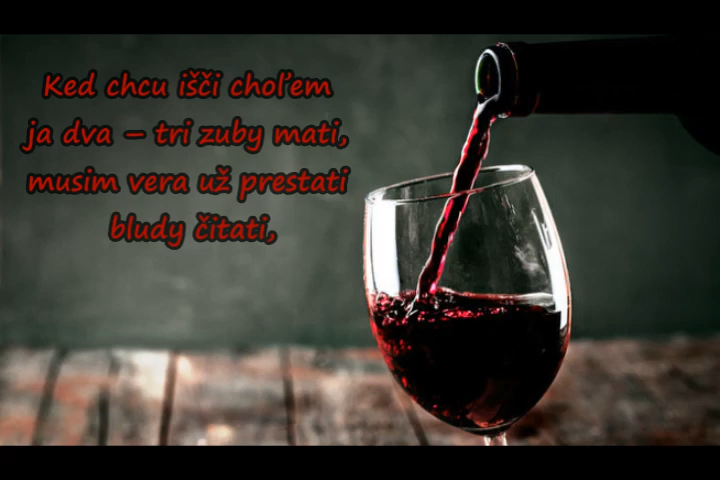 Ked chcu išči choľem
ja dva – tri zuby mati,
musim vera už prestati
bludy čitati,